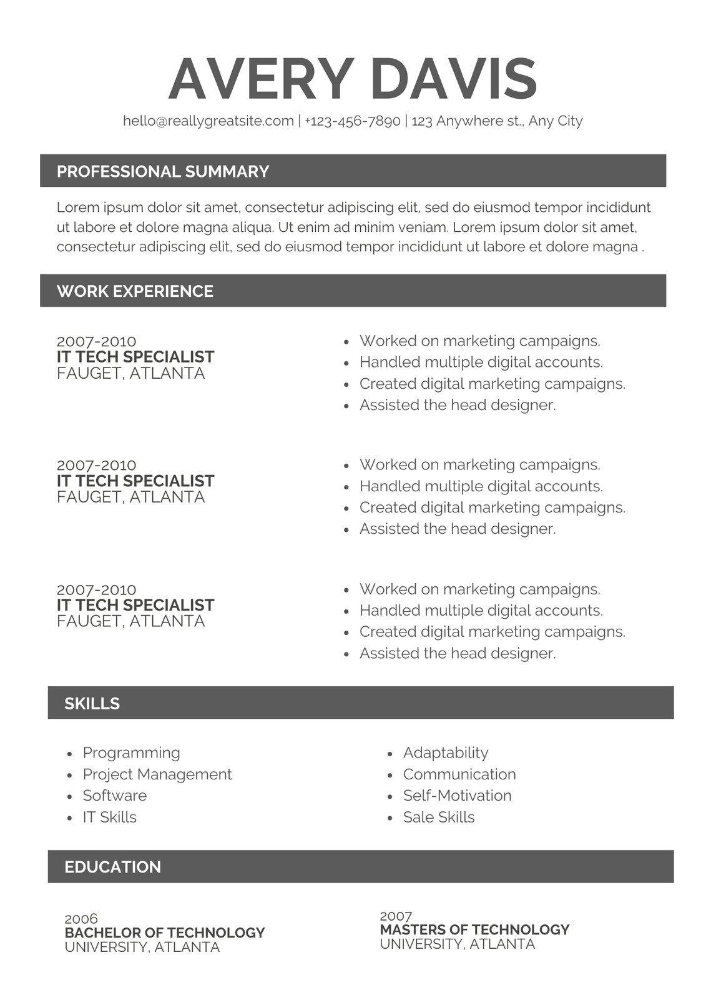 AVERY DAVIS
hello@reallygreatsite.com | +123-456-7890 | 123 Anywhere st., Any City
PROFESSIONAL SUMMARY
Lorem ipsum dolor sit amet, consectetur adipiscing elit, sed do eiusmod tempor incididunt
ut labore et dolore magna aliqua. Ut enim ad minim veniam. Lorem ipsum dolor sit amet,
consectetur adipiscing elit, sed do eiusmod tempor incididunt ut labore et dolore magna .
WORK EXPERIENCE
2007-2010
IT TECH SPECIALIST
FAUGET, ATLANTA
• Worked on marketing campaigns.
• Handled multiple digital accounts.
• Created digital marketing campaigns.
• Assisted the head designer.
2007-2010
IT TECH SPECIALIST
FAUGET, ATLANTA
• Worked on marketing campaigns.
• Handled multiple digital accounts.
• Created digital marketing campaigns.
• Assisted the head designer.
2007-2010
IT TECH SPECIALIST
FAUGET, ATLANTA
• Worked on marketing campaigns.
• Handled multiple digital accounts.
• Created digital marketing campaigns.
• Assisted the head designer.
SKILLS
• Programming
• Project Management
• Software
• IT Skills
• Adaptability
• Communication
• Self-Motivation
• Sale Skills
EDUCATION
2006
BACHELOR OF TECHNOLOGY
UNIVERSITY, ATLANTA
2007
MASTERS OF TECHNOLOGY
UNIVERSITY, ATLANTA